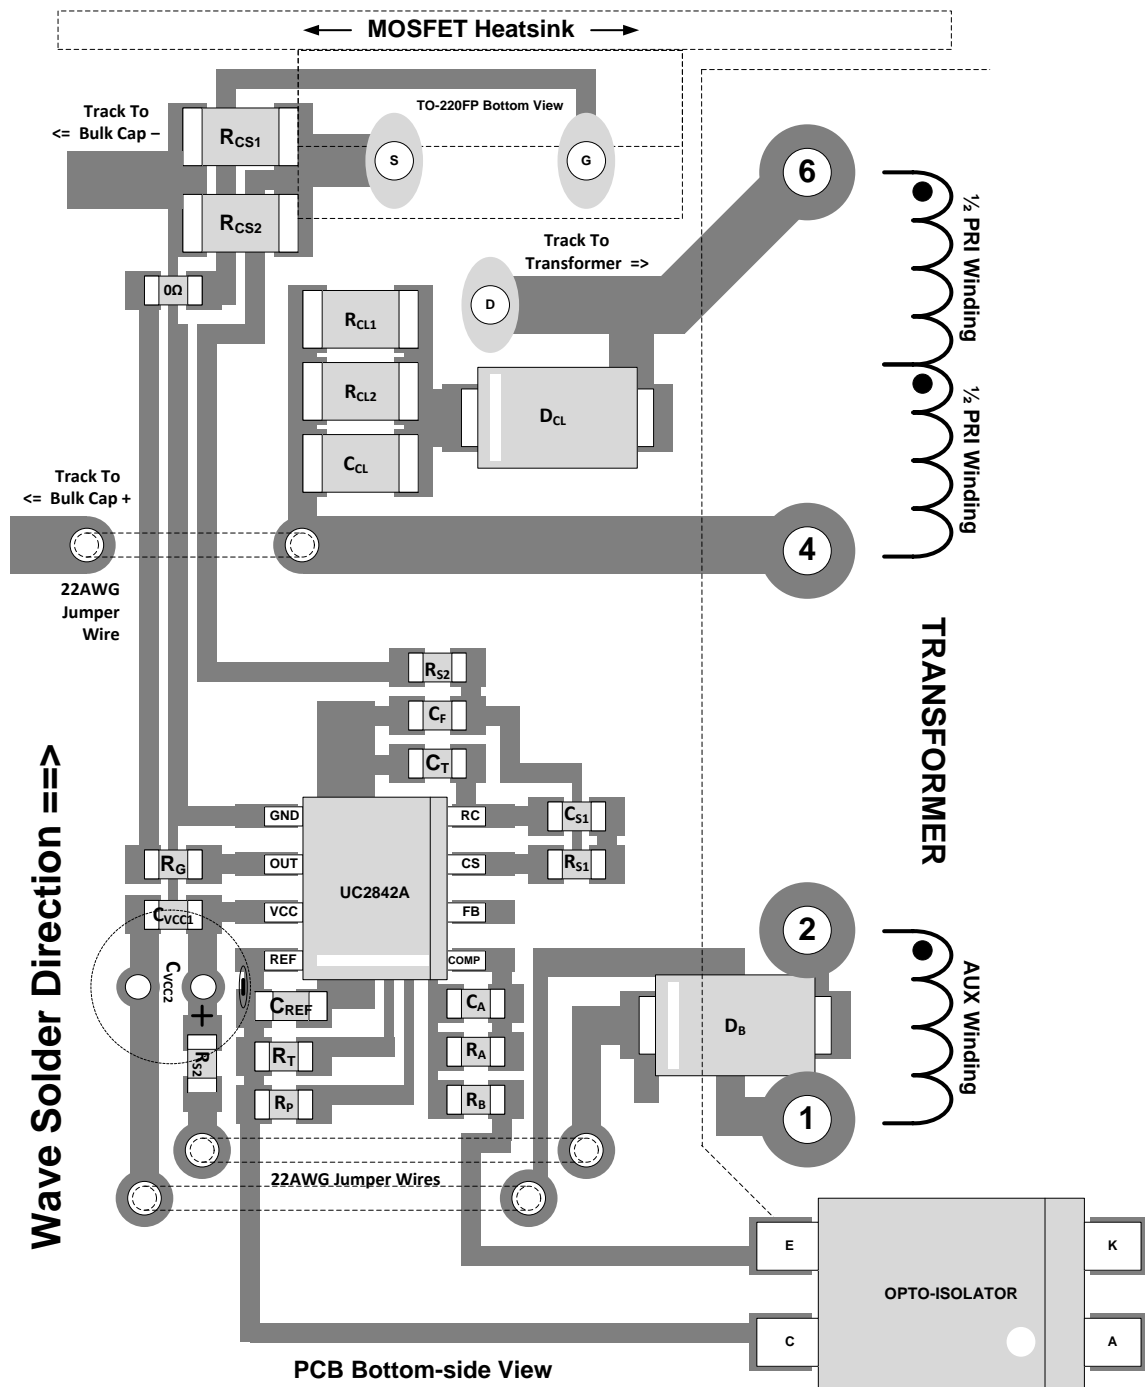 MOSFET Heatsink
TO-220FP Bottom View
Track To
<= Bulk Cap –
RCS1
S
G
6
½ PRI Winding
RCS2
Track To
Transformer =>
0Ω
D
RCL1
RCL2
DCL
½ PRI Winding
CCL
Track To
<= Bulk Cap +
4
22AWG
Jumper
Wire
TRANSFORMER
RS2
CF
CT
Wave Solder Direction ==>
GND
RC
CS1
RG
OUT
CS
RS1
UC2842A
CVCC1
VCC
FB
2
REF
COMP
CVCC2
+
CREF
CA
DB
AUX Winding
RS2
RT
RA
RP
RB
1
22AWG Jumper Wires
E
K
OPTO-ISOLATOR
C
A
PCB Bottom-side View